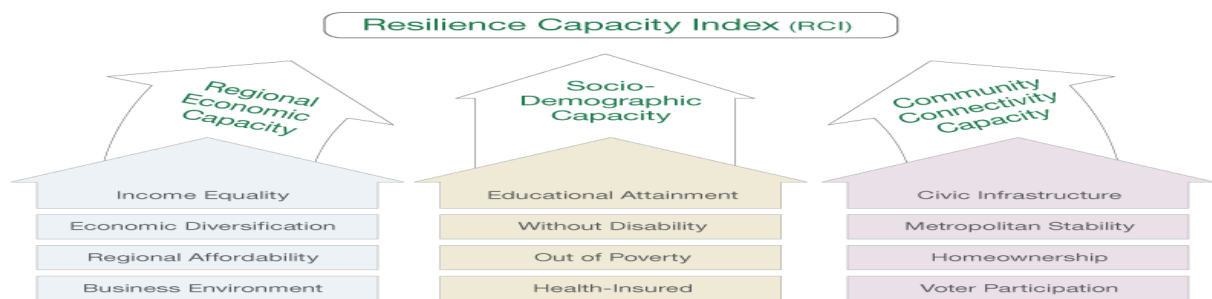 Resilience Capacity Index (RCI)
Regional
Economic
Capacity
Socio-
Demographic
Capacity
Community
Connectivity
Capacity
Income Equality
Economic Diversification
Regional Affordability
Business Environment
Educational Attainment
Without Disability
Out of Poverty
Health-Insured
Civic Infrastructure
Metropolitan Stability
Homeownership
Voter Participation